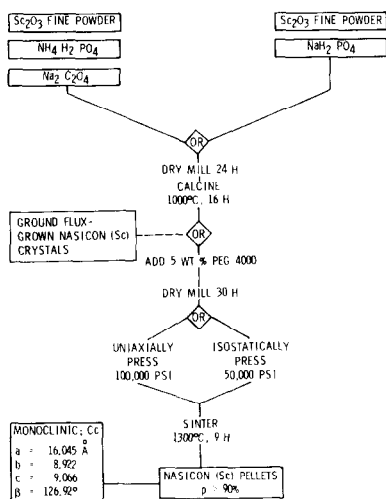 Sc2O3 FINE POWDER
NH4 H2 PO4
Na2 C2O4
Sc2O3 FINE POWDER
NaH2 PO4
OR
DRY MILL 24 H
CALCINE
1000°C, 16 H
GROUND FLUX-
GROWN NASICON (Sc)
CRYSTALS
OR
ADD 5 WT % PEG 4000
DRY MILL 30 H
OR
UNIAXIALLY
PRESS
100,000 PSI
ISOSTATICALLY
PRESS
50,000 PSI
SINTER
1300°C, 9 H
MONOCLINIC; Cc
a = 16.045 Å
b = 8.922
c = 9.066
β = 126.92°
NASICON (Sc) PELLETS
ρ > 90%